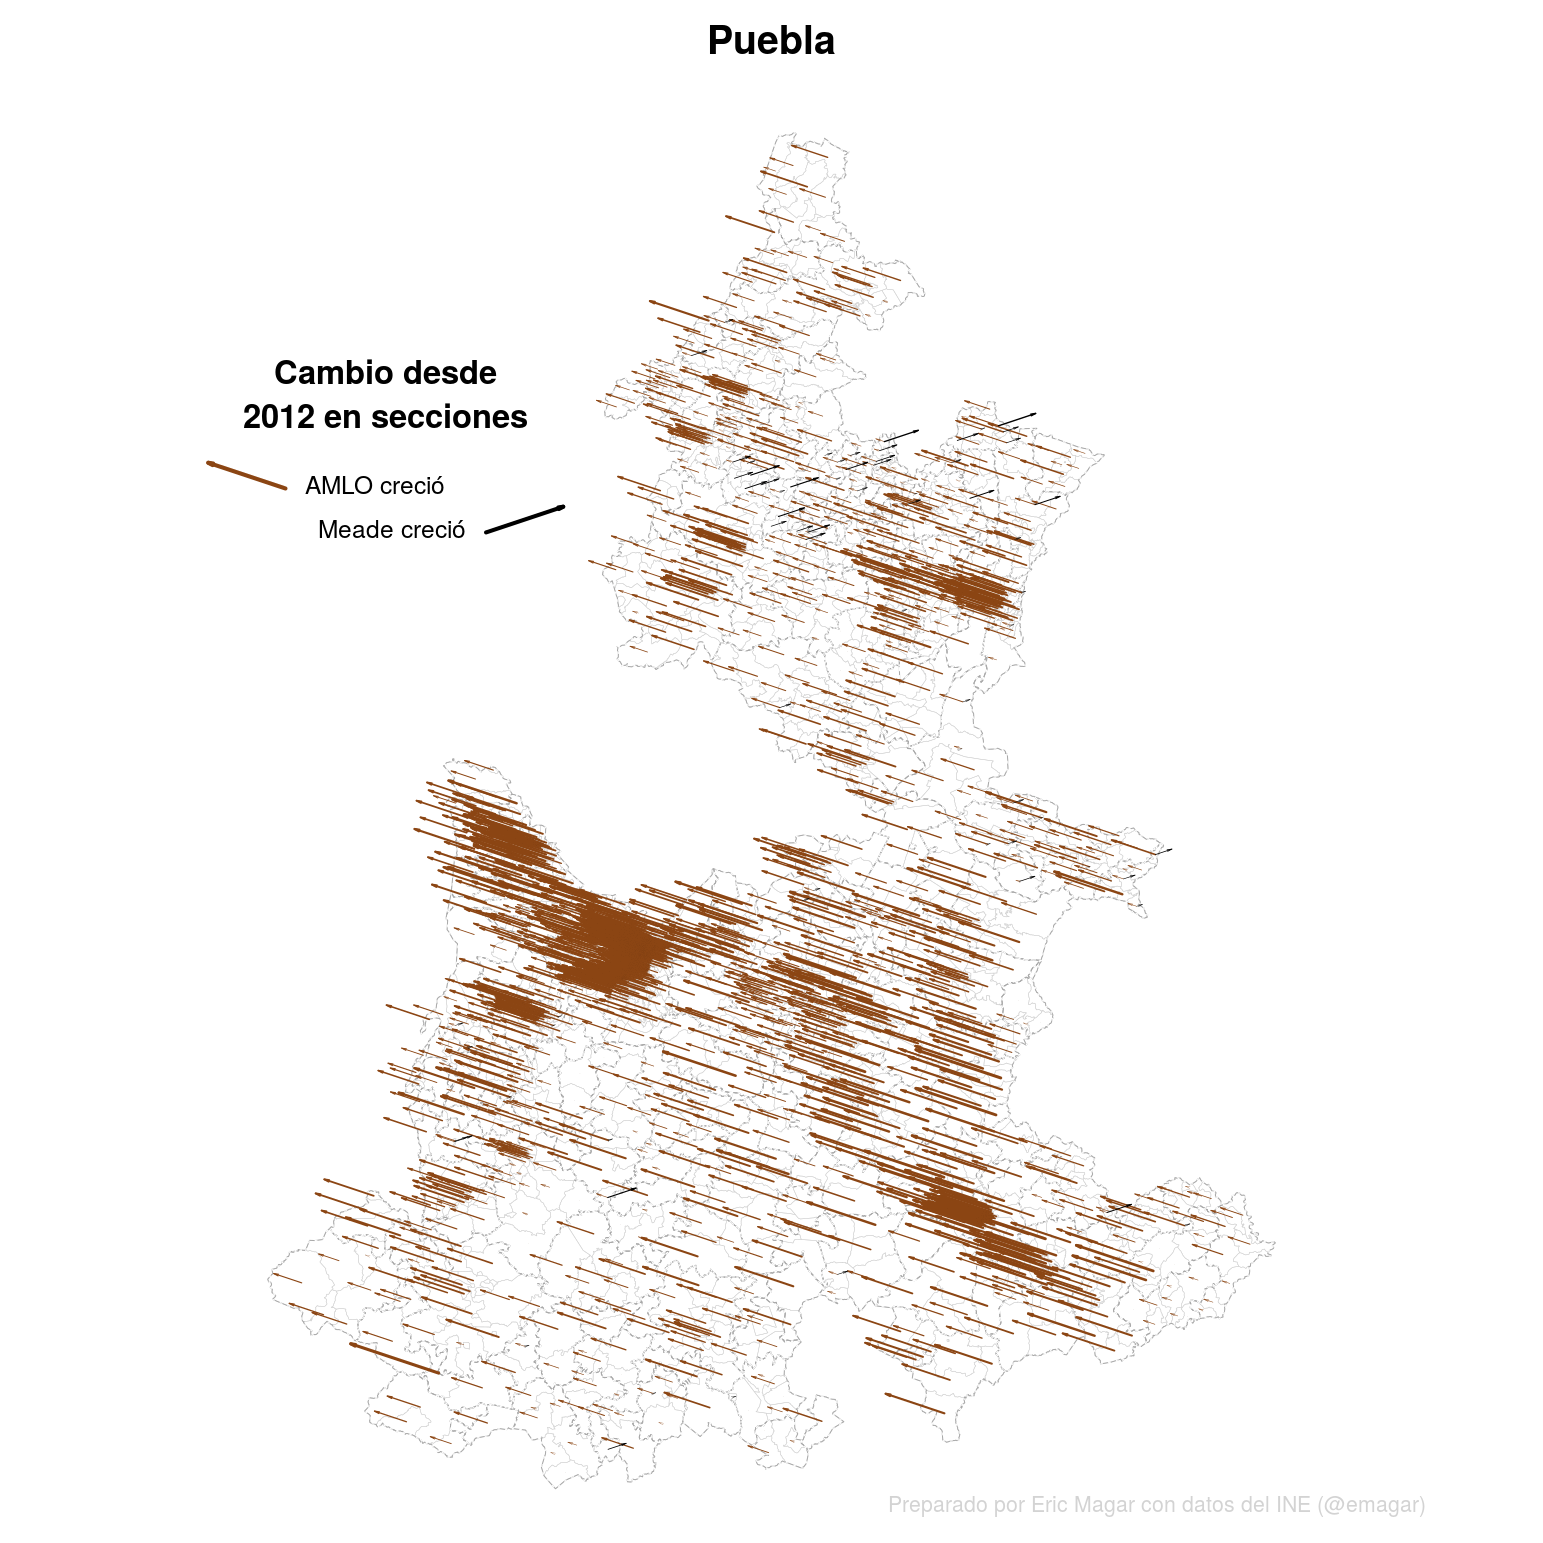 Puebla
Cambio desde
2012 en secciones
AMLO creció
Meade creció
Preparado por Eric Magar con datos del INE (@emagar)